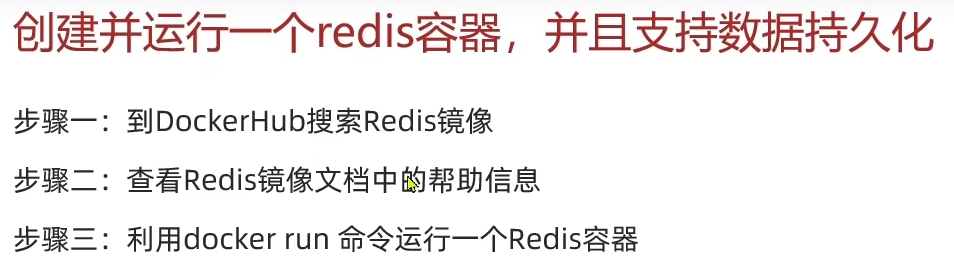 创建并运行一个redis容器，并且支持数据持久化
步骤一：到DockerHub搜索Redis镜像
步骤二：查看Redis镜像文档中的帮助信息
步骤三：利用docker run 命令运行一个Redis容器